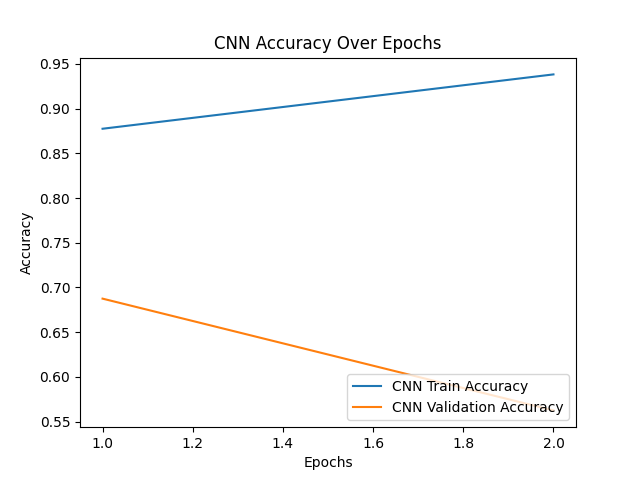 CNN Accuracy Over Epochs
0.95
0.90
0.85
0.80
0.75
0.70
0.65
0.60
0.55
Accuracy
CNN Train Accuracy
CNN Validation Accuracy
1.0 1.2 1.4 1.6 1.8 2.0
Epochs